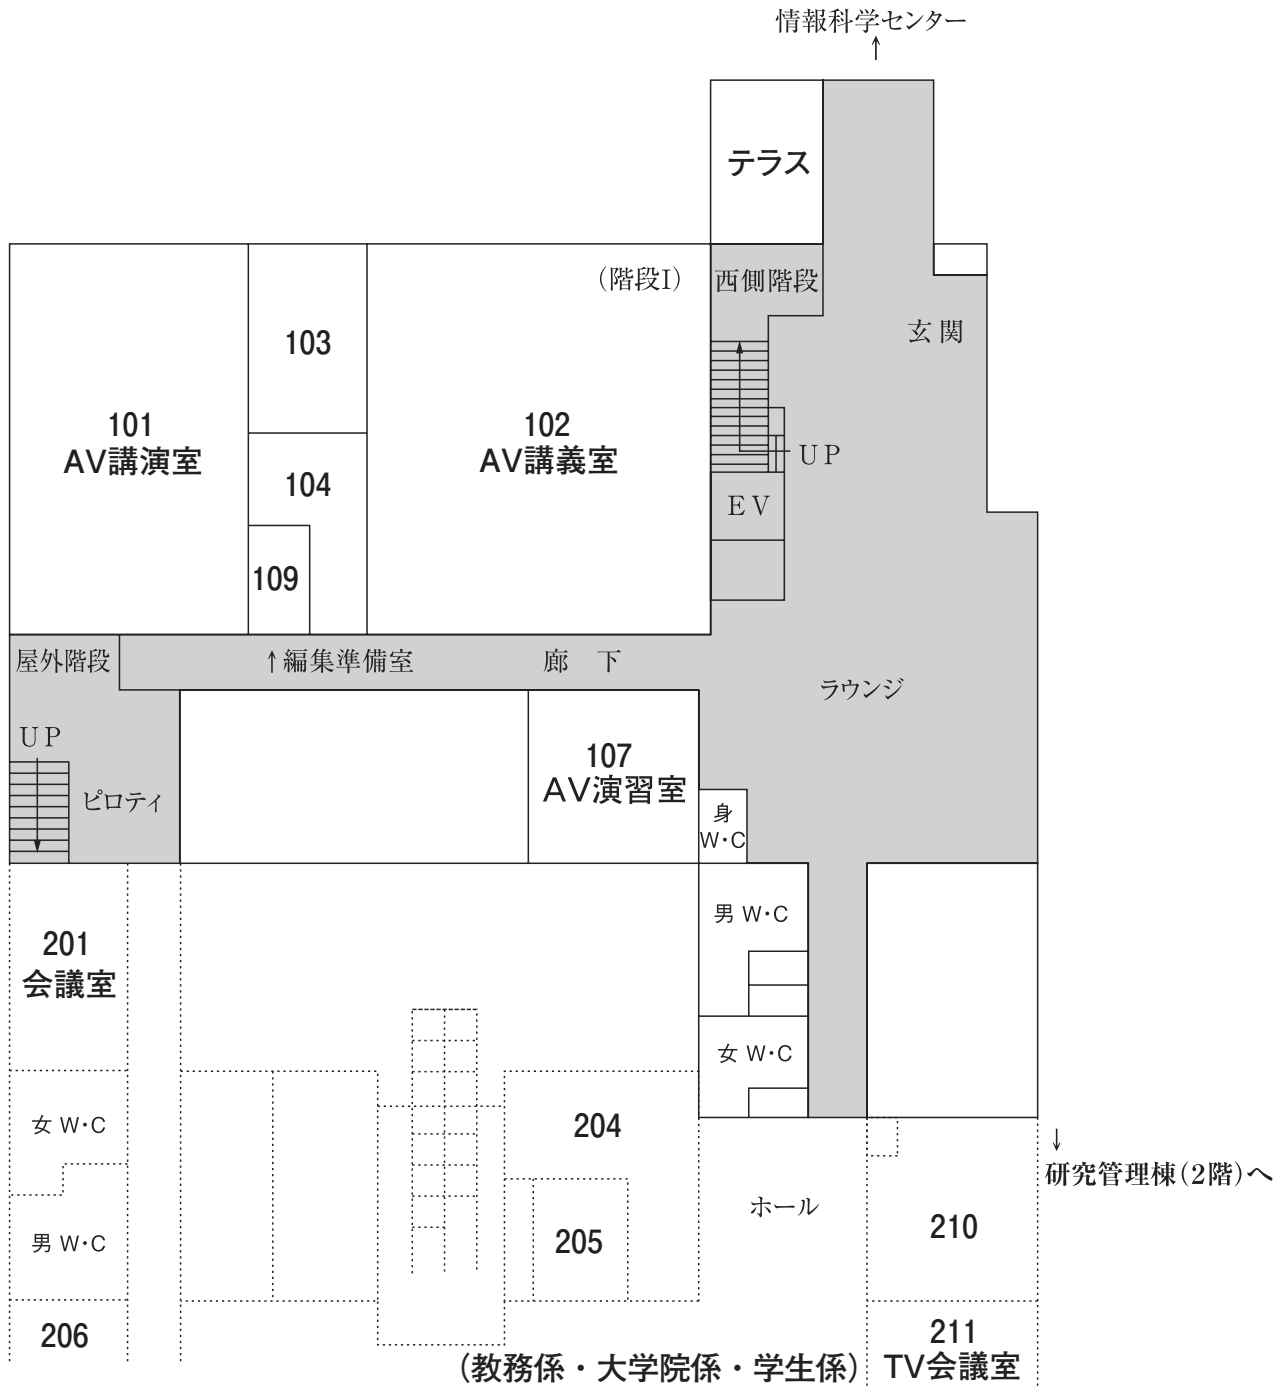 情報科学センター
↑
テラス
(階段I)
西側階段
玄関
103
101
AV講演室
102
AV講義室
UP
104
EV
109
屋外階段
↑編集準備室
廊 下
ラウンジ
UP
ピロティ
107
AV演習室
身
W・C
男 W・C
201
会議室
女 W・C
女 W・C
204
↓
研究管理棟(2階)へ
ホール
男 W・C
205
210
206
211
TV会議室
(教務係・大学院係・学生係)